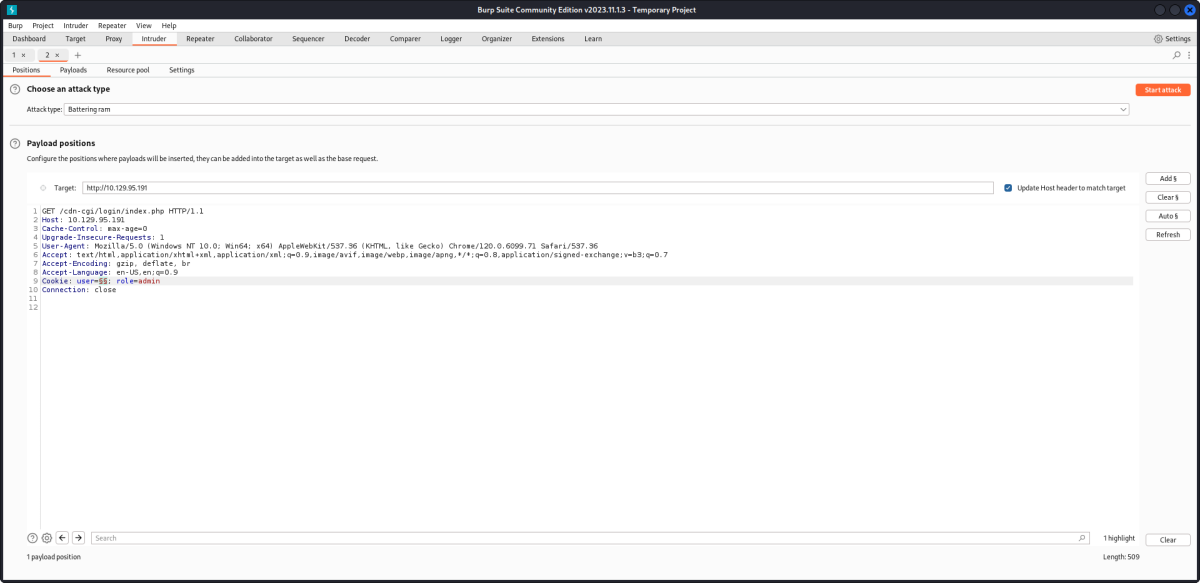 Burp Suite Community Edition v2023.11.1.3 - Temporary Project
Burp Project Intruder Repeater View Help
Dashboard Target Proxy Intruder Repeater Collaborator Sequencer Decoder Comparer Logger Organizer Extensions Learn Settings
1 × 2 × +
Positions Payloads Resource pool Settings
? Choose an attack type Start attack
Attack type: Battering ram
? Payload positions
Configure the positions where payloads will be inserted, they can be added into the target as well as the base request.
Add §
Target: http://10.129.95.191 Update Host header to match target
Clear §
Auto §
Refresh
1 GET /cdn-cgi/login/index.php HTTP/1.1
2 Host: 10.129.95.191
3 Cache-Control: max-age=0
4 Upgrade-Insecure-Requests: 1
5 User-Agent: Mozilla/5.0 (Windows NT 10.0; Win64; x64) AppleWebKit/537.36 (KHTML, like Gecko) Chrome/120.0.6099.71 Safari/537.36
6 Accept: text/html,application/xhtml+xml,application/xml;q=0.9,image/avif,image/webp,image/apng,*/*;q=0.8,application/signed-exchange;v=b3;q=0.7
7 Accept-Encoding: gzip, deflate, br
8 Accept-Language: en-US,en;q=0.9
9 Cookie: user=§§; role=admin
10 Connection: close
11
12
? Search 1 highlight Clear
1 payload position Length: 509